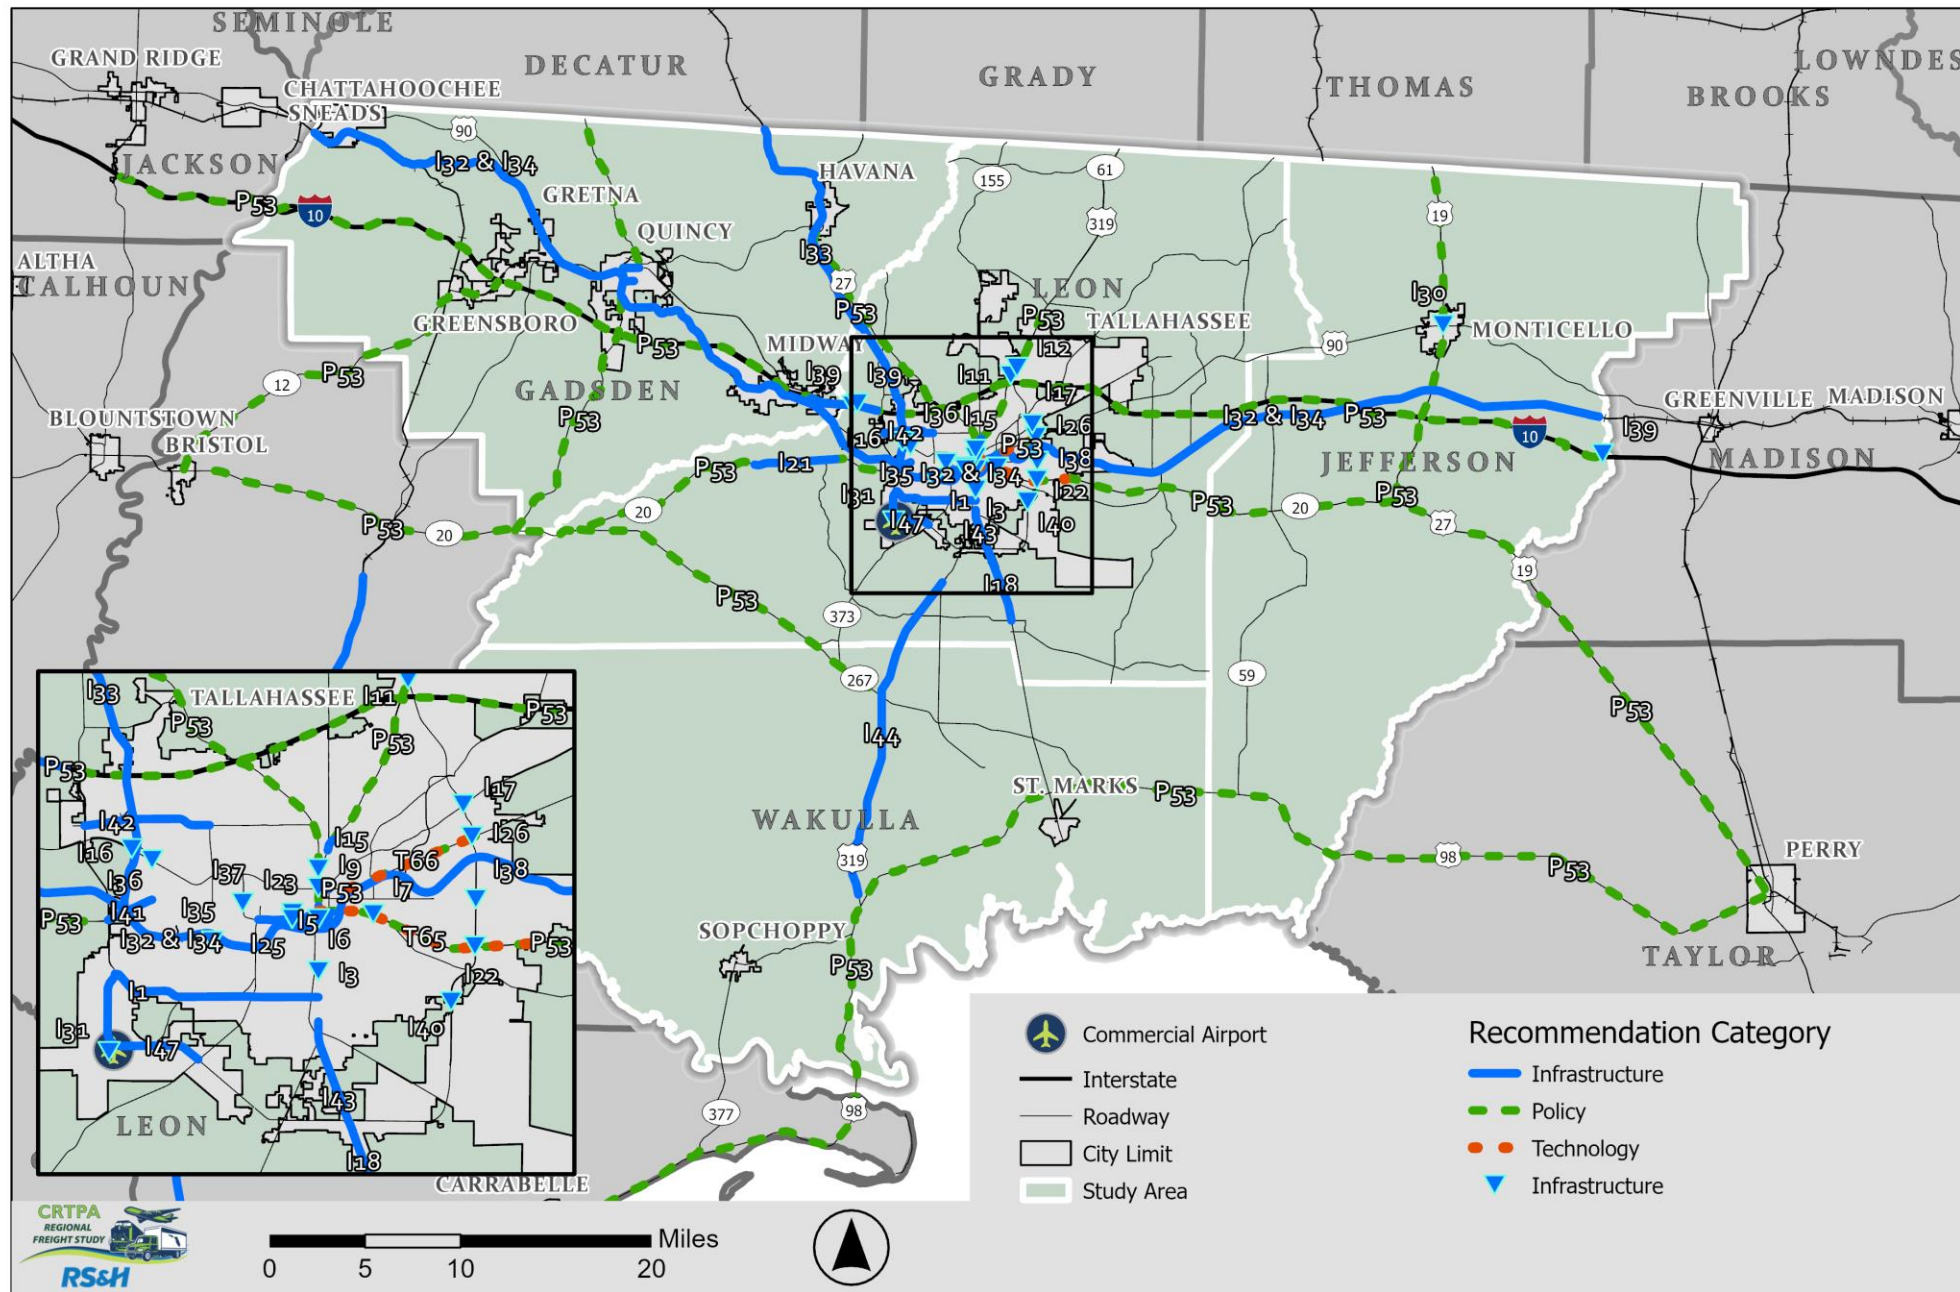 SEMINOLE
GRAND RIDGE
DECATUR
GRADY
THOMAS
LOWNDES
BROOKS
CHATTAHOOCHEE
SNEADS
90
JACKSON
I32 & I34
HAVANA
155
61
P53
10
GRETNA
319
19
QUINCY
I33
ALTHA
CALHOUN
27
LEON
I30
P53
P53
GREENSBORO
TALLAHASSEE
MONTICELLO
P53
MIDWAY
I12
90
12
P53
GADSDEN
I39
I39
I11
I17
BLOUNTSTOWN
BRISTOL
P53
I36
I15
I26
I32 & I34
P53
10
I39
GREENVILLE
MADISON
I16
I42
P53
I38
JEFFERSON
MADISON
P53
I21
I35
I32 & I34
I22
P53
P53
I31
I1
I3
20
20
P53
20
I47
I43
I40
27
P53
I18
19
373
267
59
P53
I44
ST. MARKS
P53
WAKULLA
319
98
P53
PERRY
SOPCHOPPY
P53
TAYLOR
377
98
CARRABELLE
I33
TALLAHASSEE
I11
P53
P53
P53
P53
I17
I42
I15
I26
I16
I9
T66
I36
I37
I23
P53
I7
I38
P53
I41
I35
I5
I32 & I34
I25
I6
T65
P53
I3
I22
I1
I31
I40
I47
I43
LEON
I18
Commercial Airport
Interstate
Roadway
City Limit
Study Area
Recommendation Category
Infrastructure
Policy
Technology
Infrastructure
CRTPA
REGIONAL
FREIGHT STUDY
RS&H
Miles
0 5 10 20